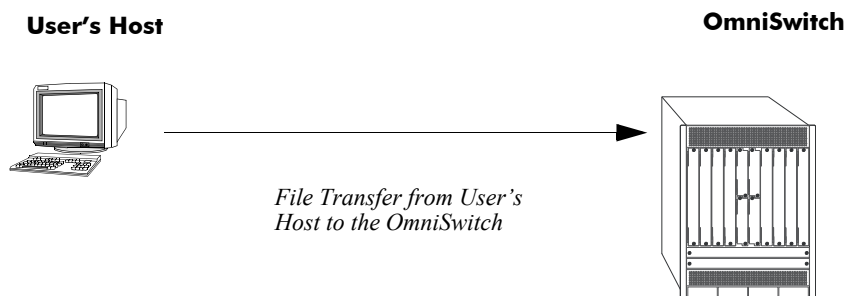 User's Host
OmniSwitch
File Transfer from User's
Host to the OmniSwitch